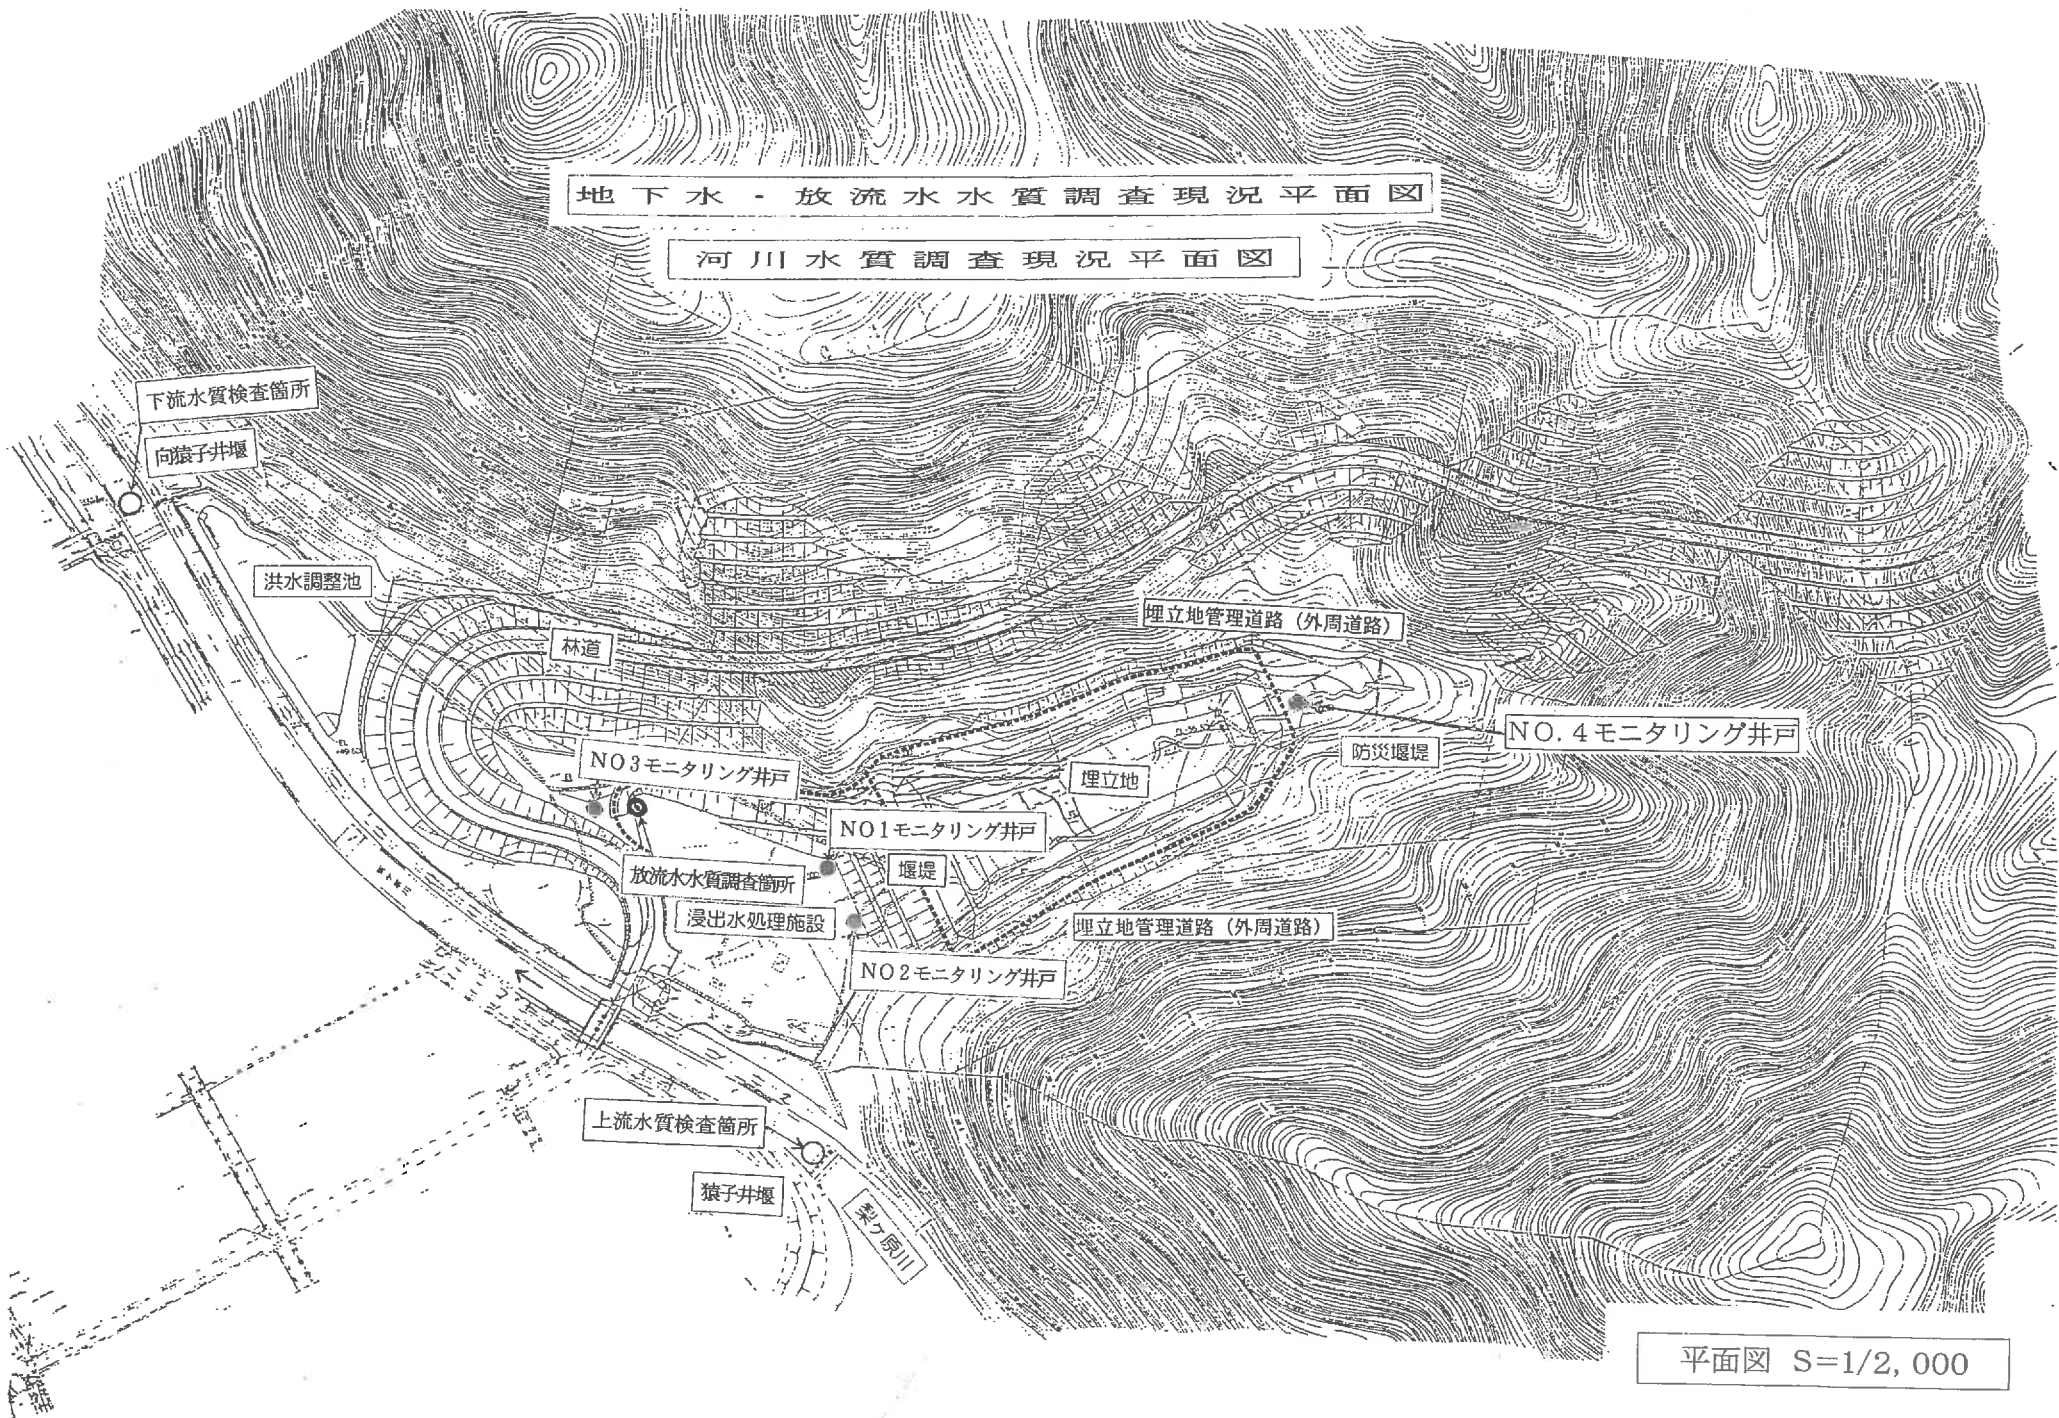 地下水・放流水水質調査現況平面図
河川水質調査現況平面図
下流水質検査箇所
向猿子井堰
洪水調整池
林道
埋立地管理道路（外周道路）
NO.4モニタリング井戸
防災堰堤
NO3モニタリング井戸
埋立地
NO1モニタリング井戸
堰堤
放流水水質調査箇所
浸出水処理施設
埋立地管理道路（外周道路）
NO2モニタリング井戸
上流水質検査箇所
猿子井堰
梨ヶ原川
平面図 S=1/2,000